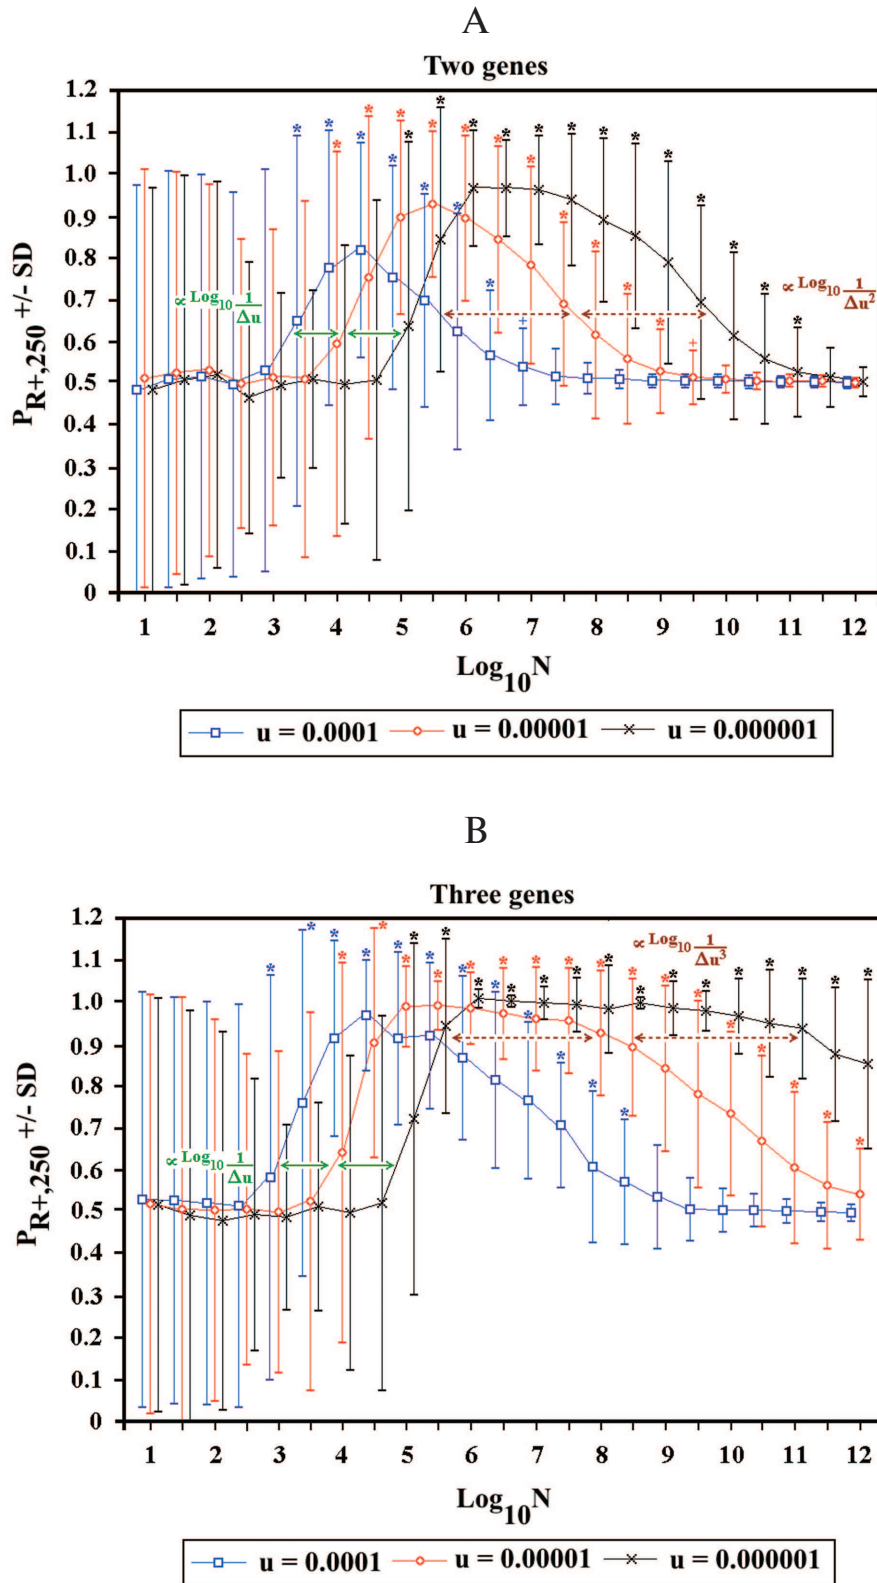 A
Two genes
1.2
1.1
1.0
0.9
0.8
0.7
0.6
0.5
0.4
0.3
0.2
0.1
0
P_R+,250 +/- SD
∝ Log10 1/Δu
∝ Log10 1/Δu²
1 2 3 4 5 6 7 8 9 10 11 12
Log10N
u = 0.0001 u = 0.00001 u = 0.000001
B
Three genes
1.2
1.1
1.0
0.9
0.8
0.7
0.6
0.5
0.4
0.3
0.2
0.1
0
P_R+,250 +/- SD
∝ Log10 1/Δu³
∝ Log10 1/Δu
1 2 3 4 5 6 7 8 9 10 11 12
Log10N
u = 0.0001 u = 0.00001 u = 0.000001